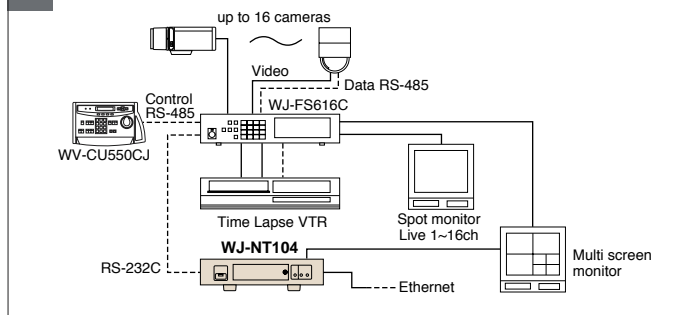 up to 16 cameras
Video
Data RS-485
Control
RS-485
WJ-FS616C
WV-CU550CJ
Time Lapse VTR
Spot monitor
Live 1~16ch
WJ-NT104
RS-232C
Multi screen
monitor
Ethernet